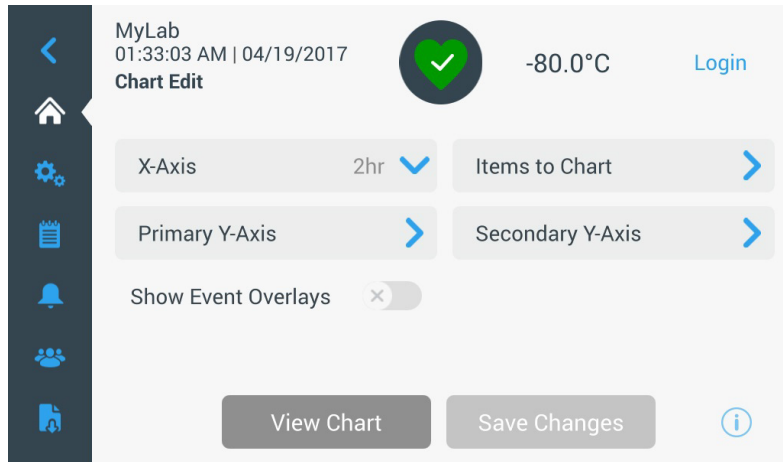 MyLab
01:33:03 AM | 04/19/2017
Chart Edit
-80.0°C
Login
X-Axis 2hr
Items to Chart
Primary Y-Axis
Secondary Y-Axis
Show Event Overlays
View Chart
Save Changes
i